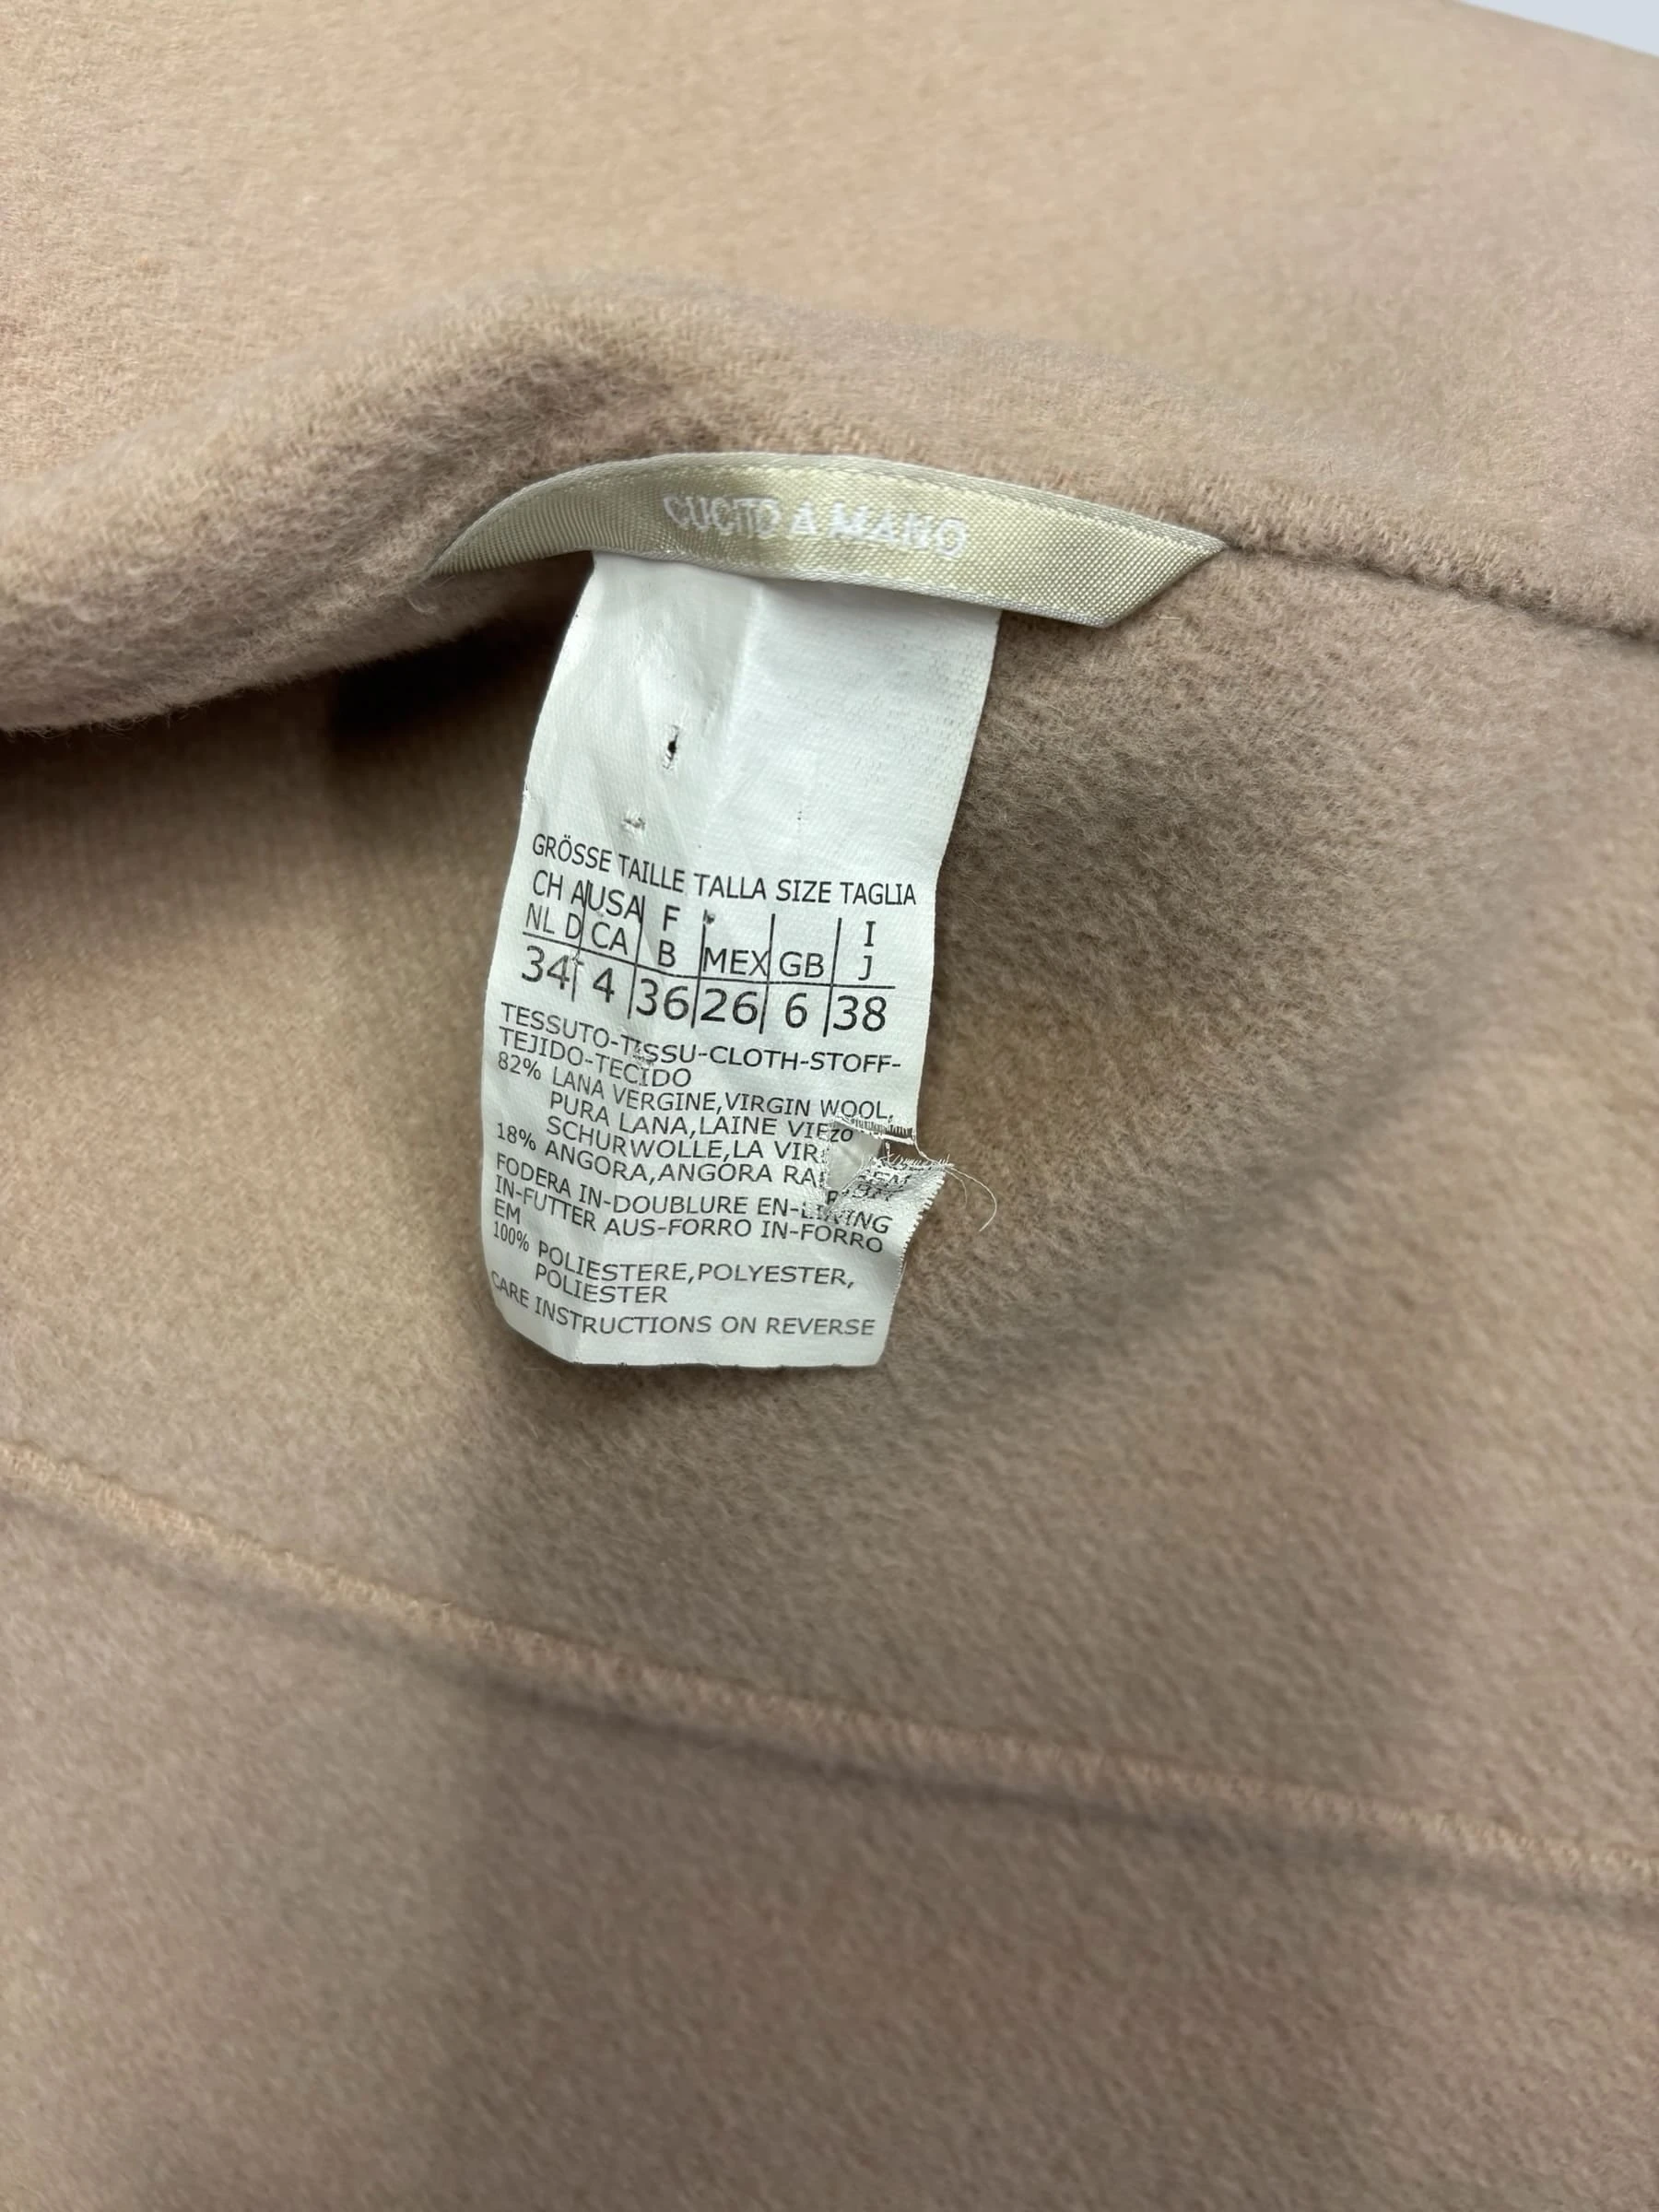 CUCITO A MANO
GRÖSSE TAILLE TALLA SIZE TAGLIA
CH A USA F I
NL D CA B MEX GB J
34 4 36 26 6 38
TESSUTO-TISSU-CLOTH-STOFF-
TEJIDO-TECIDO
82% LANA VERGINE,VIRGIN WOOL,
PURA LANA,LAINE
SCHURWOLLE,LA
18% ANGORA,ANGORA
FODERA IN-DOUBLURE EN-LINING
IN-FUTTER AUS-FORRO IN-FORRO
EM
100% POLIESTERE,POLYESTER,
POLIESTER
CARE INSTRUCTIONS ON REVERSE